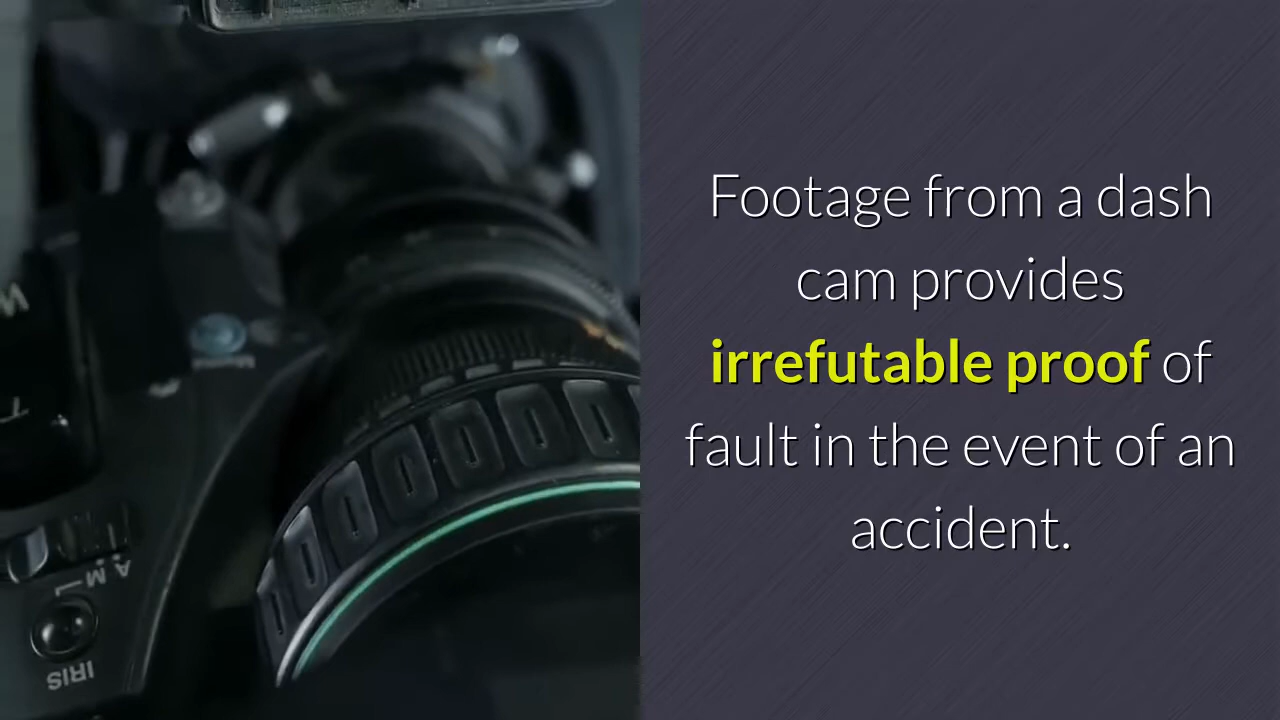 Footage from a dash
cam provides
irrefutable proof of
fault in the event of an
accident.
W
T
A
M
IRIS